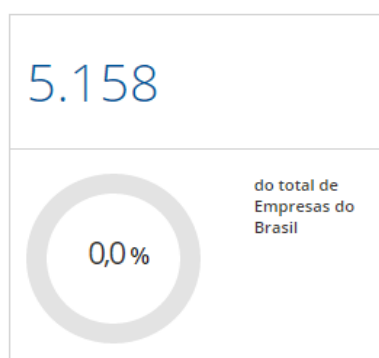 5.158
do total de
Empresas do
Brasil
0,0 %